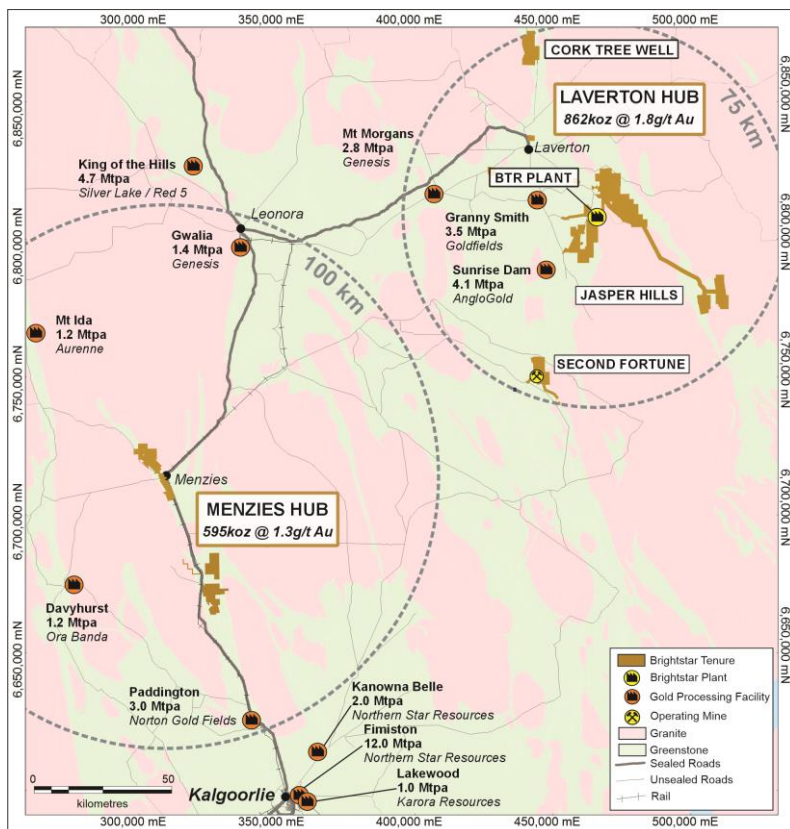 300,000 mE
350,000 mE
400,000 mE
450,000 mE
500,000 mE
CORK TREE WELL
6,850,000 mN
6,850,000 mN
75 km
LAVERTON HUB
862koz @ 1.8g/t Au
Mt Morgans
2.8 Mtpa
Genesis
Laverton
King of the Hills
4.7 Mtpa
Silver Lake / Red 5
BTR PLANT
Leonora
Granny Smith
3.5 Mtpa
Goldfields
6,800,000 mN
6,800,000 mN
Gwalia
1.4 Mtpa
Genesis
Sunrise Dam
4.1 Mtpa
AngloGold
100 km
JASPER HILLS
Mt Ida
1.2 Mtpa
Aurenne
SECOND FORTUNE
6,750,000 mN
6,750,000 mN
Menzies
MENZIES HUB
595koz @ 1.3g/t Au
6,700,000 mN
6,700,000 mN
Davyhurst
1.2 Mtpa
Ora Banda
6,650,000 mN
6,650,000 mN
Paddington
3.0 Mtpa
Norton Gold Fields
Kanowna Belle
2.0 Mtpa
Northern Star Resources
Fimiston
12.0 Mtpa
Northern Star Resources
Lakewood
1.0 Mtpa
Karora Resources
Kalgoorlie
0
50
kilometres
Brightstar Tenure
Brightstar Plant
Gold Processing Facility
Operating Mine
Granite
Greenstone
Sealed Roads
Unsealed Roads
Rail
300,000 mE
350,000 mE
400,000 mE
450,000 mE
500,000 mE